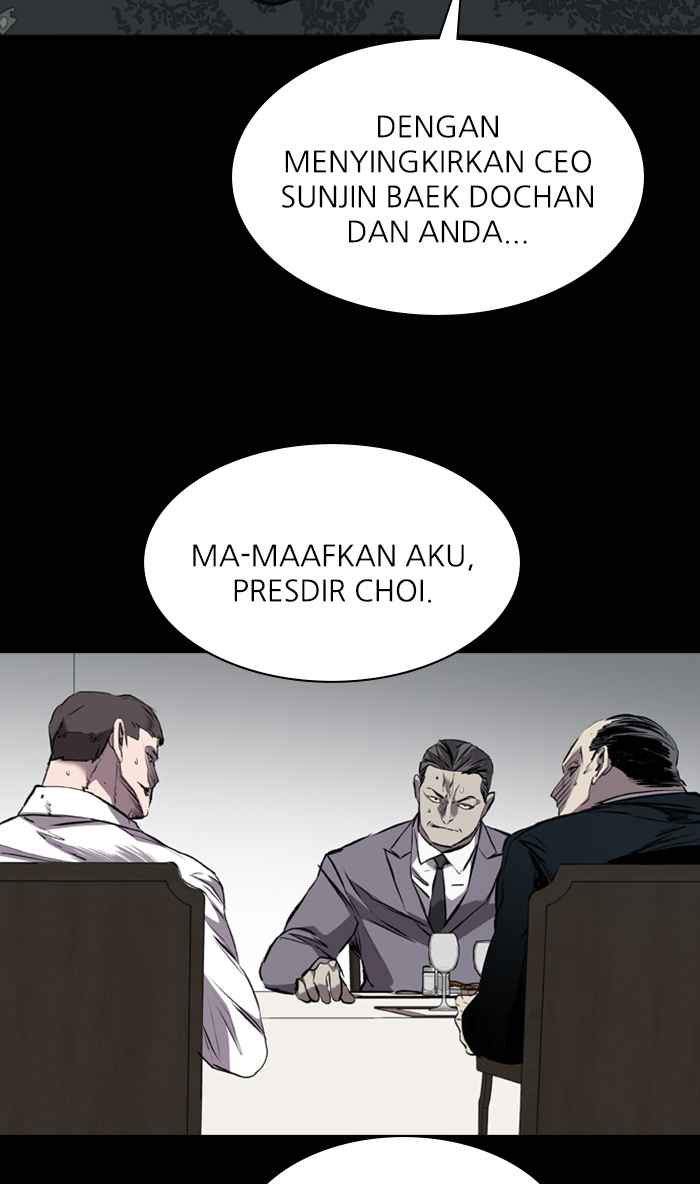 DENGAN
MENYINGKIRKAN CEO
SUNJIN BAEK DOCHAN
DAN ANDA...
MA-MAAFKAN AKU,
PRESDIR CHOI.